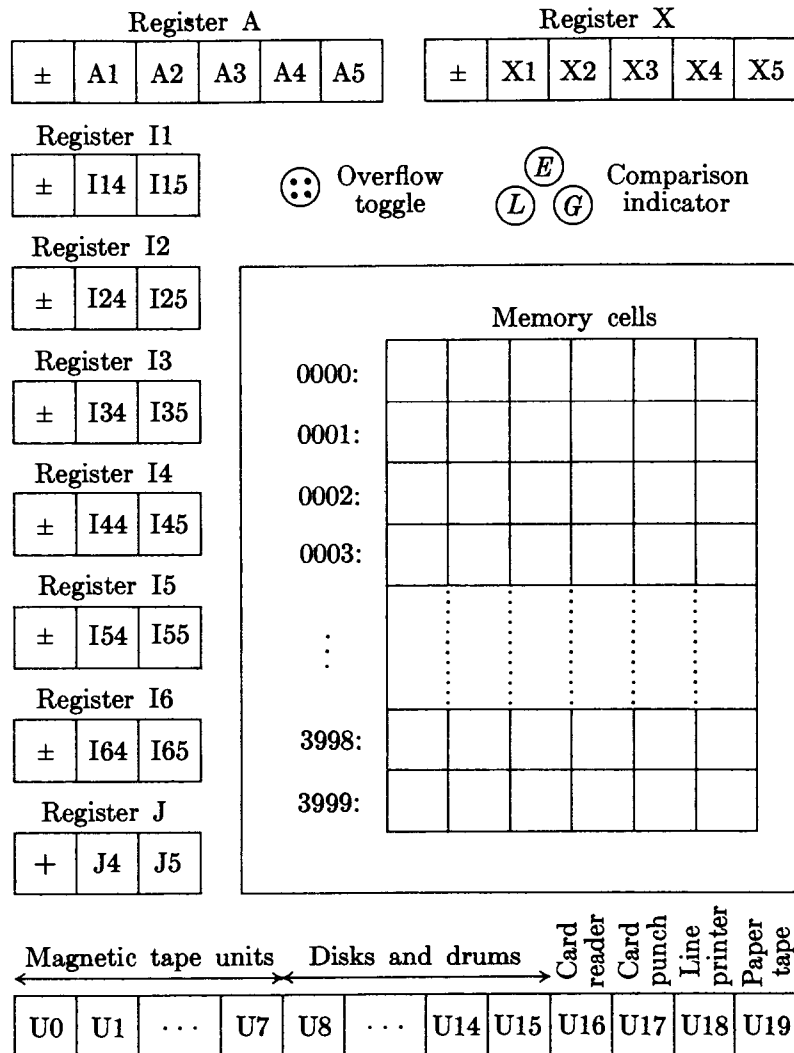 Register A
± A1 A2 A3 A4 A5
Register X
± X1 X2 X3 X4 X5
Register I1
± I14 I15
Overflow
toggle
E
L G
Comparison
indicator
Register I2
± I24 I25
Register I3
± I34 I35
Register I4
± I44 I45
Register I5
± I54 I55
Register I6
± I64 I65
Register J
+ J4 J5
Memory cells
0000:
0001:
0002:
0003:
3998:
3999:
Magnetic tape units
Disks and drums
Card
reader
Card
punch
Line
printer
Paper
tape
U0 U1 ··· U7 U8 ··· U14 U15 U16 U17 U18 U19